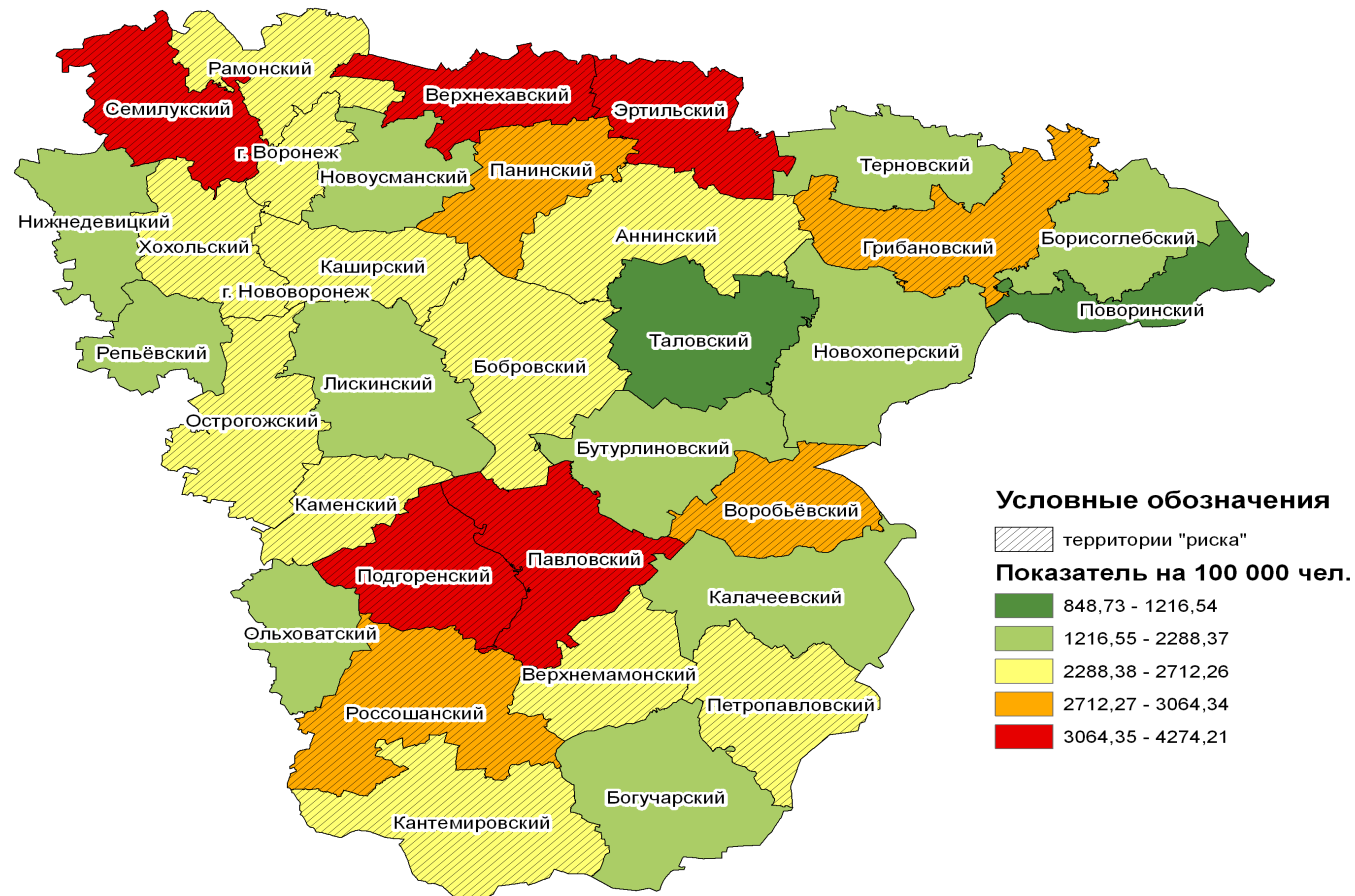 Рамонский
Семилукский
Верхнехавский
Эртильский
г. Воронеж
Новоусманский
Панинский
Терновский
Нижнедевицкий
Хохольский
Каширский
Аннинский
Грибановский
Борисоглебский
г. Нововоронеж
Поворинский
Репьёвский
Лискинский
Бобровский
Таловский
Новохоперский
Острогожский
Бутурлиновский
Каменский
Воробьёвский
Подгоренский
Павловский
Калачеевский
Ольховатский
Верхнемамонский
Петропавловский
Россошанский
Богучарский
Кантемировский
Условные обозначения
территории "риска"
Показатель на 100 000 чел.
848,73 - 1216,54
1216,55 - 2288,37
2288,38 - 2712,26
2712,27 - 3064,34
3064,35 - 4274,21